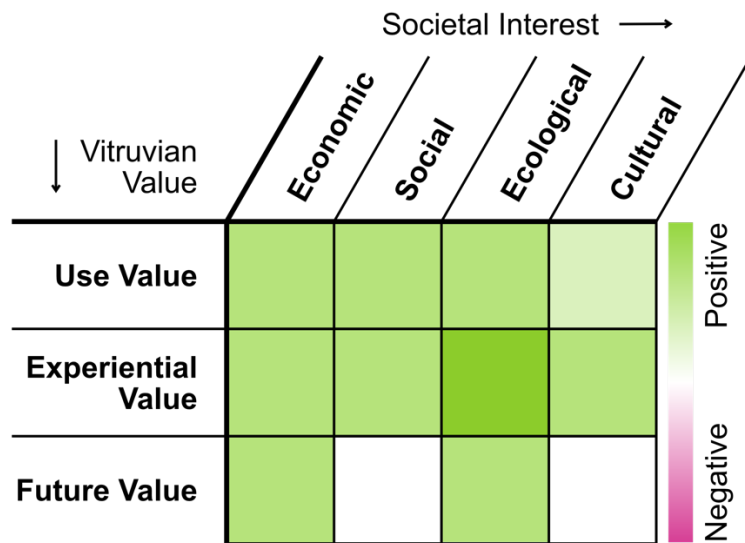 Societal Interest
Vitruvian
Value
Economic
Social
Ecological
Cultural
Use Value
Experiential
Value
Future Value
Positive
Negative